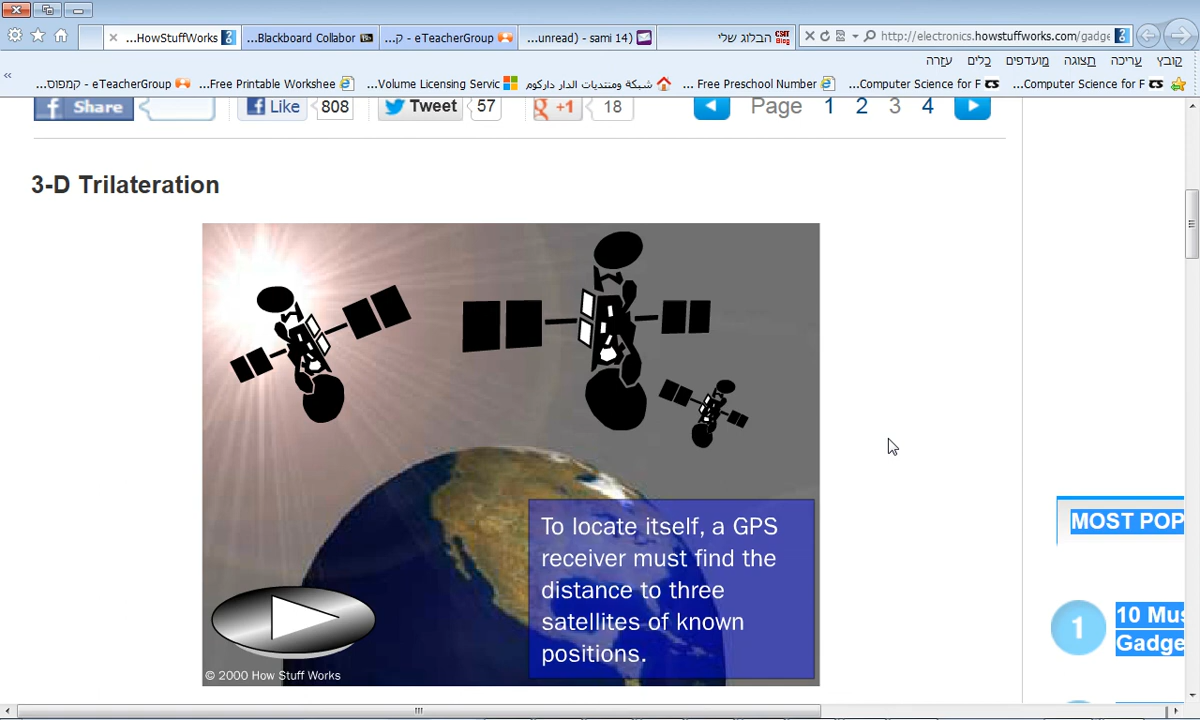 ...HowStuffWorks
...Blackboard Collabor
...ק - eTeacherGroup
...unread) - sami 14)
הבלוג שלי
http://electronics.howstuffworks.com/gadge
קובץ עריכה תצוגה מועדפים כלים עזרה
...קמפוס - eTeacherGroup
...Free Printable Workshee
...Volume Licensing Servic
شبكة ومنتديات الدار داركوم
... Free Preschool Number
...Computer Science for F
...Computer Science for F
Share
Like 808
Tweet 57
+1 18
Page 1 2 3 4
3-D Trilateration
To locate itself, a GPS
receiver must find the
distance to three
satellites of known
positions.
© 2000 How Stuff Works
MOST POP
1
10 Mus
Gadge